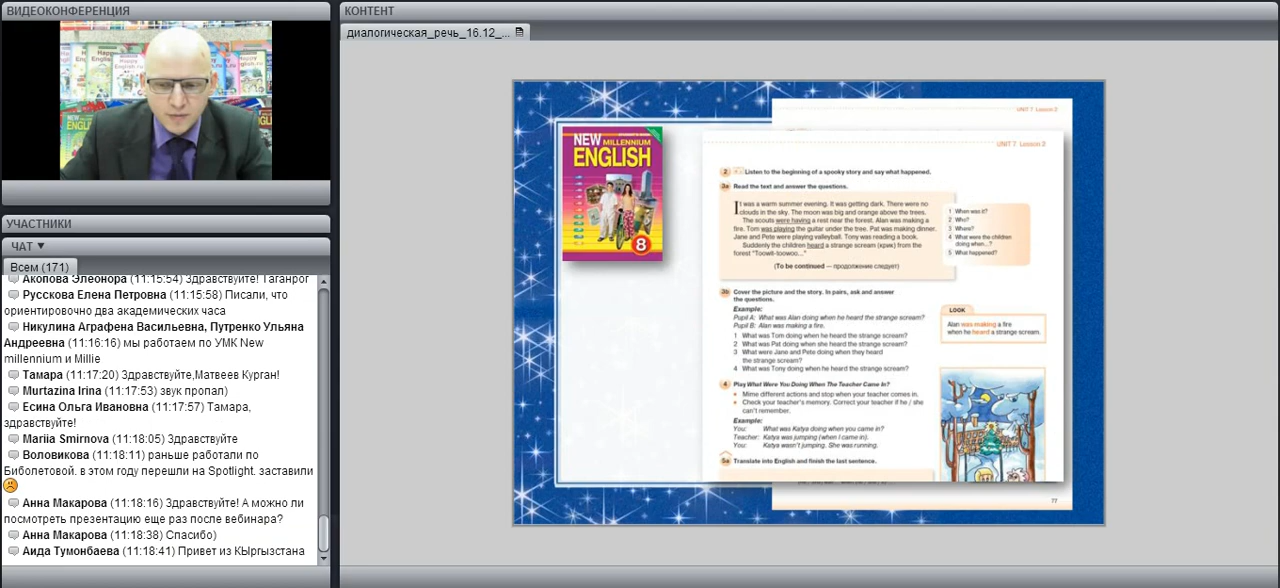 ВИДЕОКОНФЕРЕНЦИЯ
УЧАСТНИКИ
ЧАТ ▼
Всем (171)
Акопова Элеонора (11:15:54) Здравствуйте! Таганрог
Русскова Елена Петровна (11:15:58) Писали, что
ориентировочно два академических часа
Никулина Аграфена Васильевна, Путренко Ульяна
Андреевна (11:16:16) мы работаем по УМК New
millennium и Millie
Тамара (11:17:20) Здравствуйте,Матвеев Курган!
Murtazina Irina (11:17:53) звук пропал)
Есина Ольга Ивановна (11:17:57) Тамара,
здравствуйте!
Mariia Smirnova (11:18:05) Здравствуйте
Воловикова (11:18:11) раньше работали по
Биболетовой. в этом году перешли на Spotlight. заставили
Анна Макарова (11:18:16) Здравствуйте! А можно ли
посмотреть презентацию еще раз после вебинара?
Анна Макарова (11:18:38) Спасибо)
Аида Тумонбаева (11:18:41) Привет из КЫргызстана
КОНТЕНТ
диалогическая_речь_16.12_...
NEW MILLENNIUM
ENGLISH
8
UNIT 7 Lesson 2
UNIT 7 Lesson 2
2 Listen to the beginning of a spooky story and say what happened.
3a Read the text and answer the questions.
It was a warm summer evening. It was getting dark. There were no
clouds in the sky. The moon was big and orange above the trees.
The scouts were having a rest near the forest. Alan was making a
fire. Tom was playing the guitar under the tree. Pat was making dinner.
Jane and Pete were playing valleyball. Tony was reading a book.
Suddenly the children heard a strange scream (крик) from the
forest "Toowit-toowoo..."
(To be continued — продолжение следует)
1 When was it?
2 Who?
3 Where?
4 What were the children
doing when...?
5 What happened?
3b Cover the picture and the story. In pairs, ask and answer
the questions.
Example:
Pupil A: What was Alan doing when he heard the strange scream?
Pupil B: Alan was making a fire.
1 What was Tom doing when he heard the strange scream?
2 What was Pat doing when she heard the strange scream?
3 What were Jane and Pete doing when they heard
the strange scream?
4 What was Tony doing when he heard the strange scream?
LOOK
Alan was making a fire
when he heard a strange scream.
4 Play What Were You Doing When The Teacher Came In?
• Mime different actions and stop when your teacher comes in.
• Check your teacher's memory. Correct your teacher if he / she
can't remember.
Example:
You: What was Katya doing when you came in?
Teacher: Katya was jumping (when I came in).
You: Katya wasn't jumping. She was running.
5a Translate into English and finish the last sentence.
77